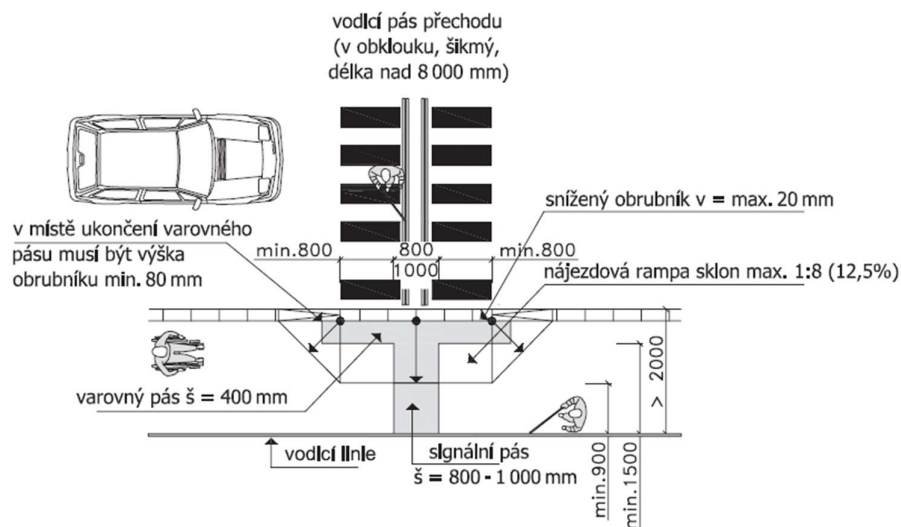 vodící pás přechodu
(v obklouku, šikmý,
délka nad 8 000 mm)
snížený obrubník v = max. 20 mm
v místě ukončení varovného
pásu musí být výška
obrubníku min. 80 mm
min.800
800
1000
min.800
nájezdová rampa sklon max. 1:8 (12,5%)
> 2000
varovný pás š = 400 mm
vodící linie
signální pás
š = 800 - 1 000 mm
min.900
min.1500